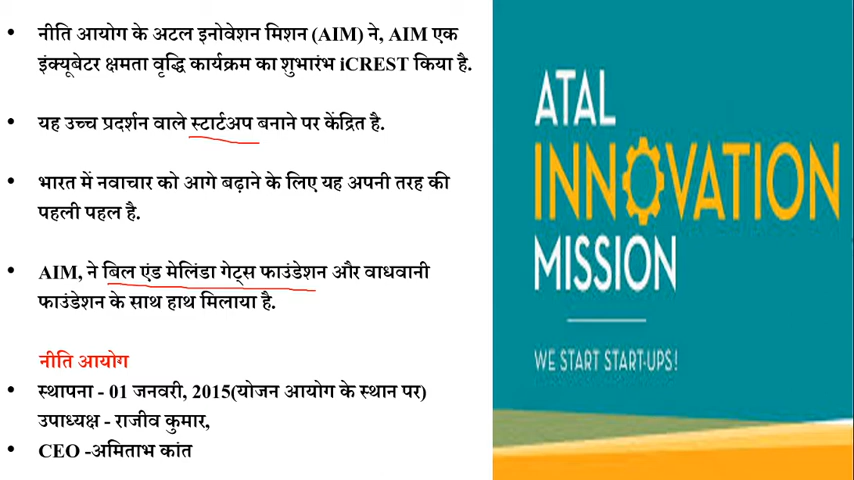 • नीति आयोग के अटल इनोवेशन मिशन (AIM) ने, AIM एक
इंक्यूबेटर क्षमता वृद्धि कार्यक्रम का शुभारंभ iCREST किया है.
• यह उच्च प्रदर्शन वाले स्टार्टअप बनाने पर केंद्रित है.
• भारत में नवाचार को आगे बढ़ाने के लिए यह अपनी तरह की
पहली पहल है.
• AIM, ने बिल एंड मेलिंडा गेट्स फाउंडेशन और वाधवानी
फाउंडेशन के साथ हाथ मिलाया है.
नीति आयोग
• स्थापना - 01 जनवरी, 2015(योजन आयोग के स्थान पर)
उपाध्यक्ष - राजीव कुमार,
• CEO -अमिताभ कांत
ATAL
INNOVATION
MISSION
WE START START-UPS!